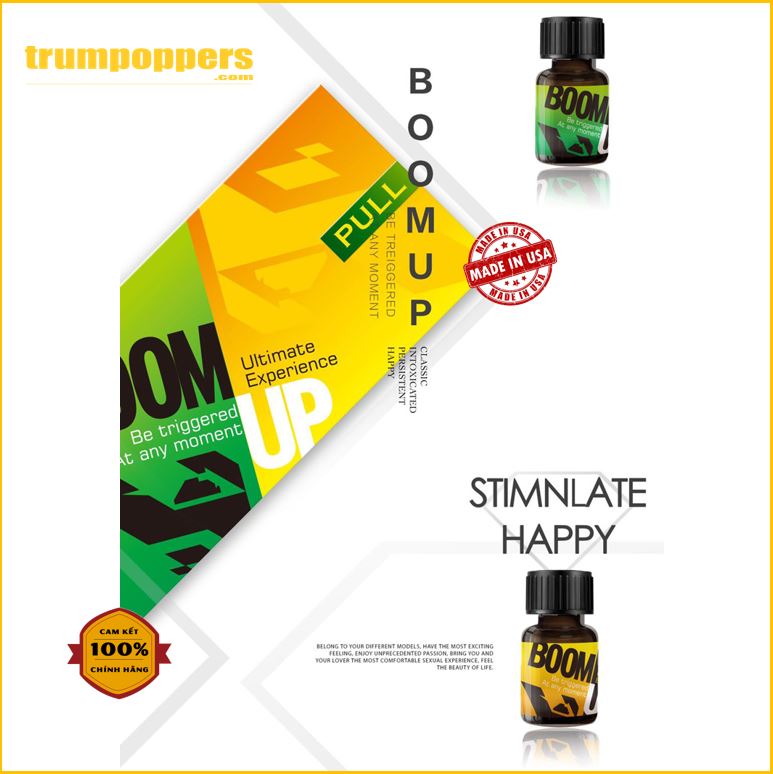 trumpoppers
.com
BOOMUP
BE TREIGGERED
ANY MOMENT
CLASSIC
INTOXICATED
PERSISTENT
HAPPY
BOOM
Be triggered
At any moment
U
PULL
MADE IN USA
MADE IN USA
MADE IN USA
OOM
UP
Ultimate
Experience
Be triggered
At any moment
STIMNLATE
HAPPY
CAM KẾT
100%
CHÍNH HÃNG
BELONG TO YOUR DIFFERENT MODELS, HAVE THE MOST EXCITING
FEELING, ENJOY UNPRECEDENTED PASSION, BRING YOU AND
YOUR LOVER THE MOST COMFORTABLE SEXUAL EXPERIENCE, FEEL
THE BEAUTY OF LIFE.
BOOM
Be triggered
At any moment
U